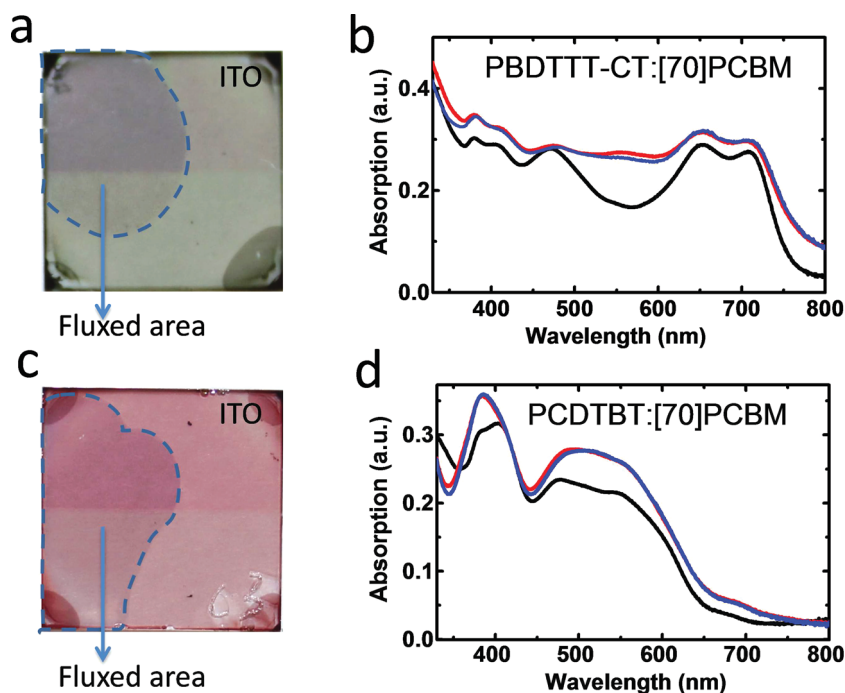 a
ITO
Fluxed area
b
PBDTTT-CT:[70]PCBM
Absorption (a.u.)
0.4
0.2
0.0
400 500 600 700 800
Wavelength (nm)
c
ITO
63
Fluxed area
d
PCDTBT:[70]PCBM
Absorption (a.u.)
0.3
0.2
0.1
0.0
400 500 600 700 800
Wavelength (nm)